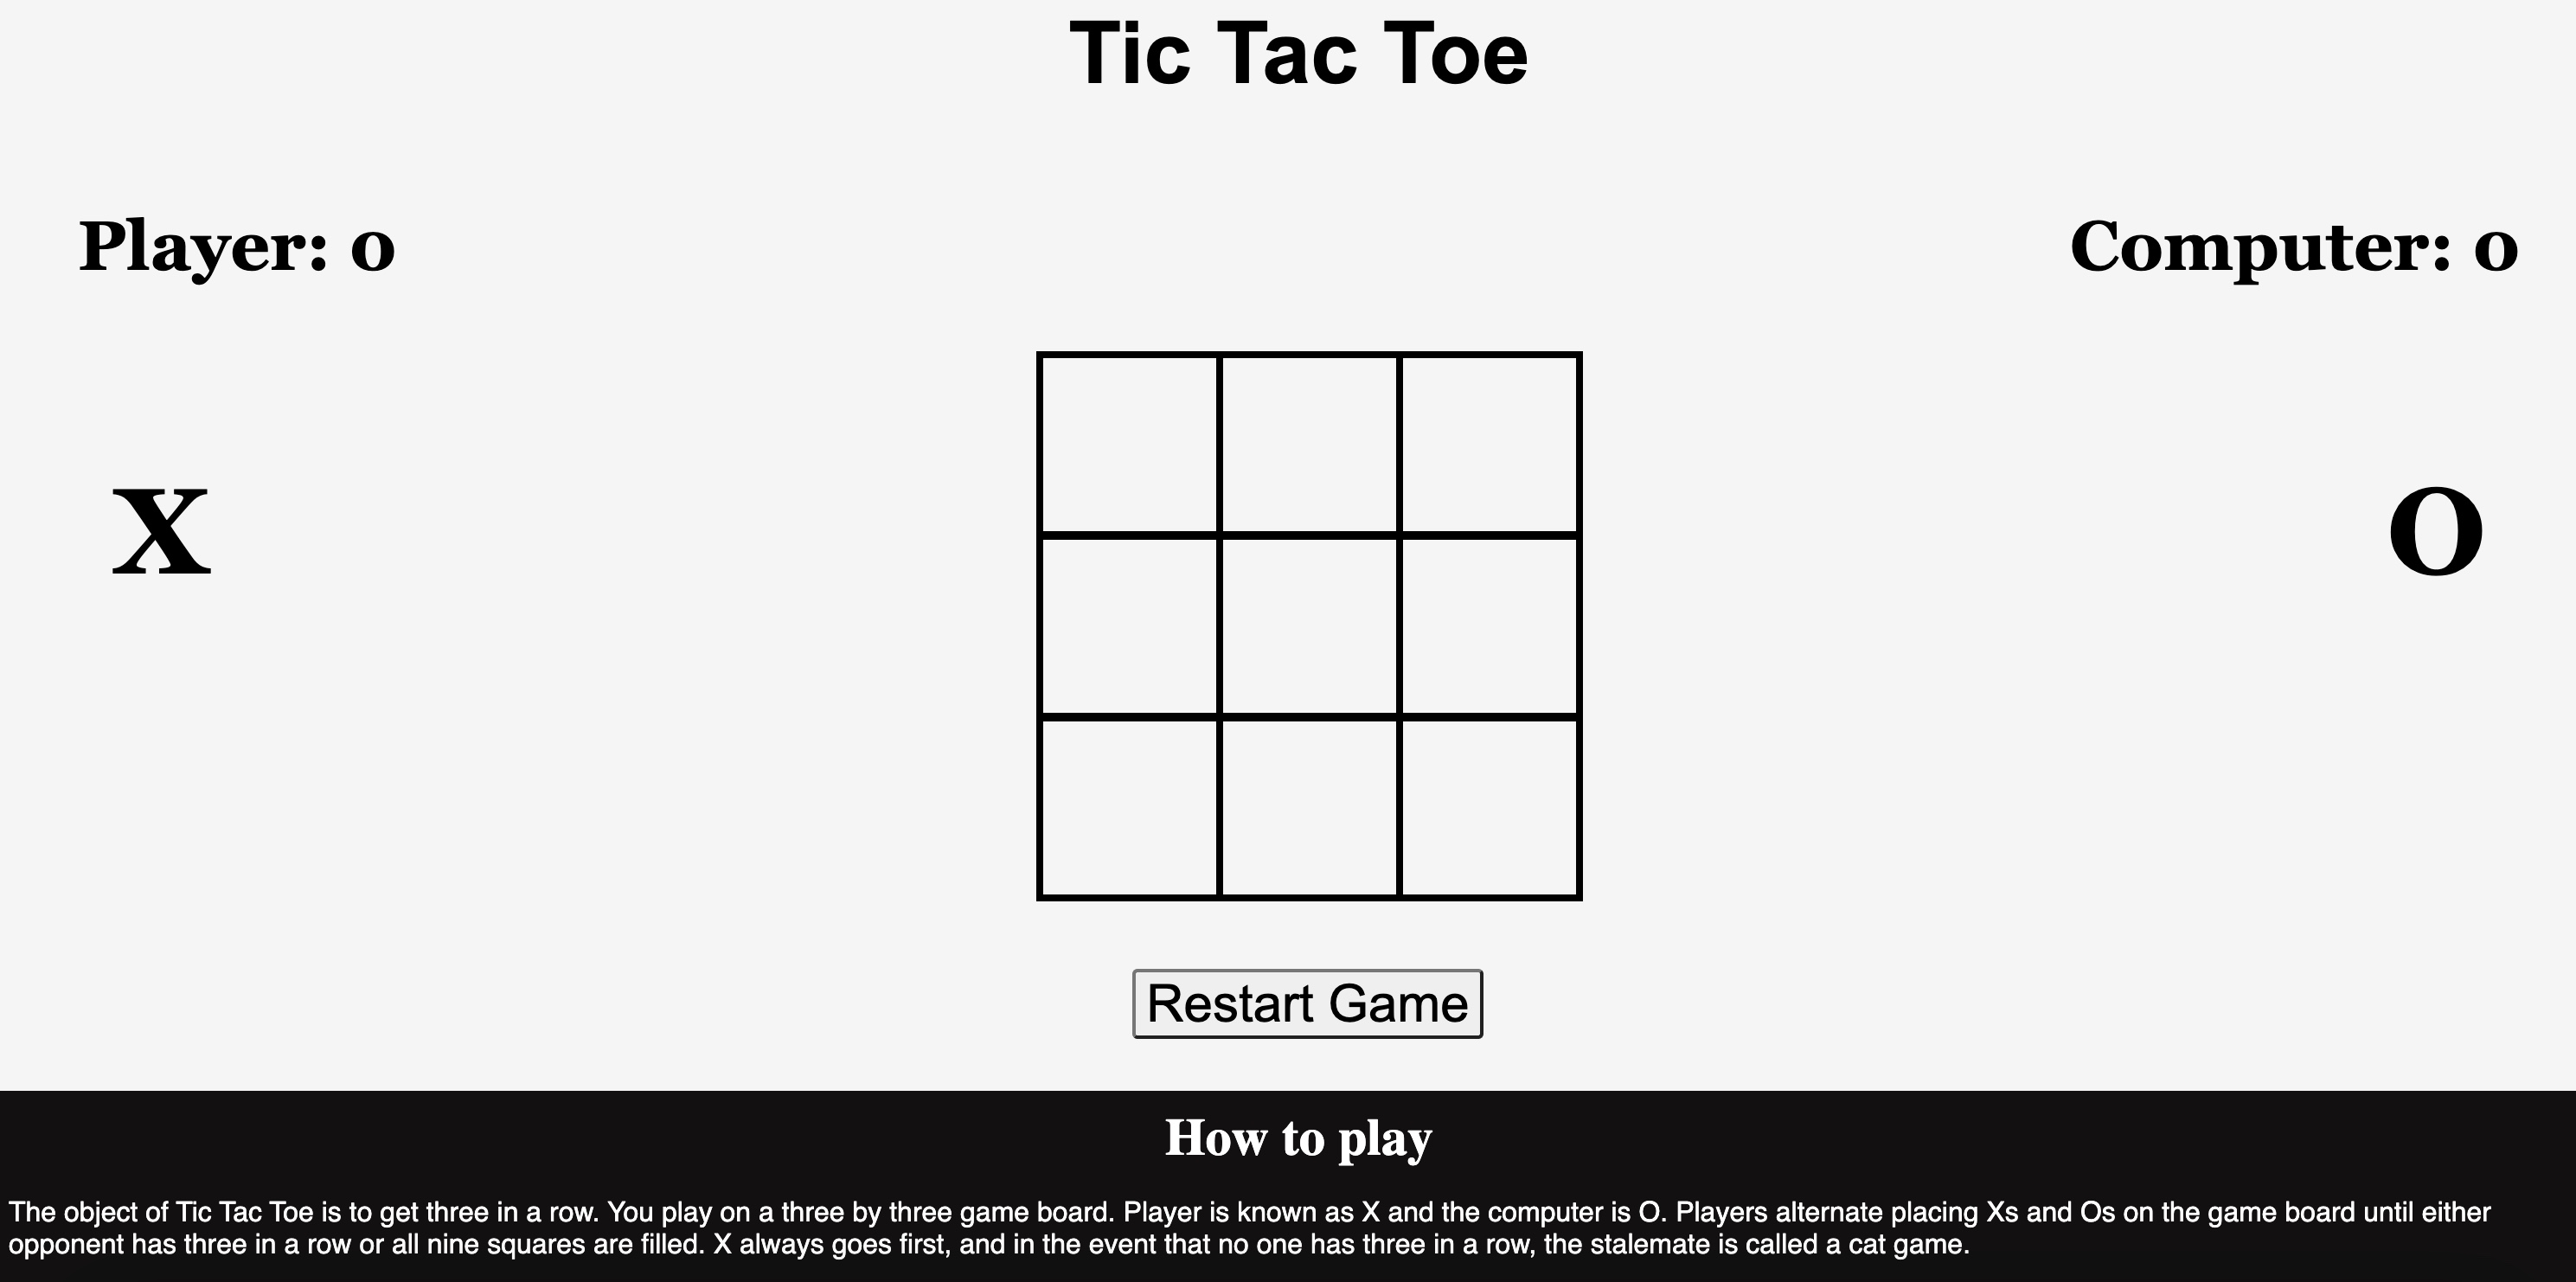 Tic Tac Toe
Player: 0
Computer: 0
X
O
Restart Game
How to play
The object of Tic Tac Toe is to get three in a row. You play on a three by three game board. Player is known as X and the computer is O. Players alternate placing Xs and Os on the game board until either
opponent has three in a row or all nine squares are filled. X always goes first, and in the event that no one has three in a row, the stalemate is called a cat game.